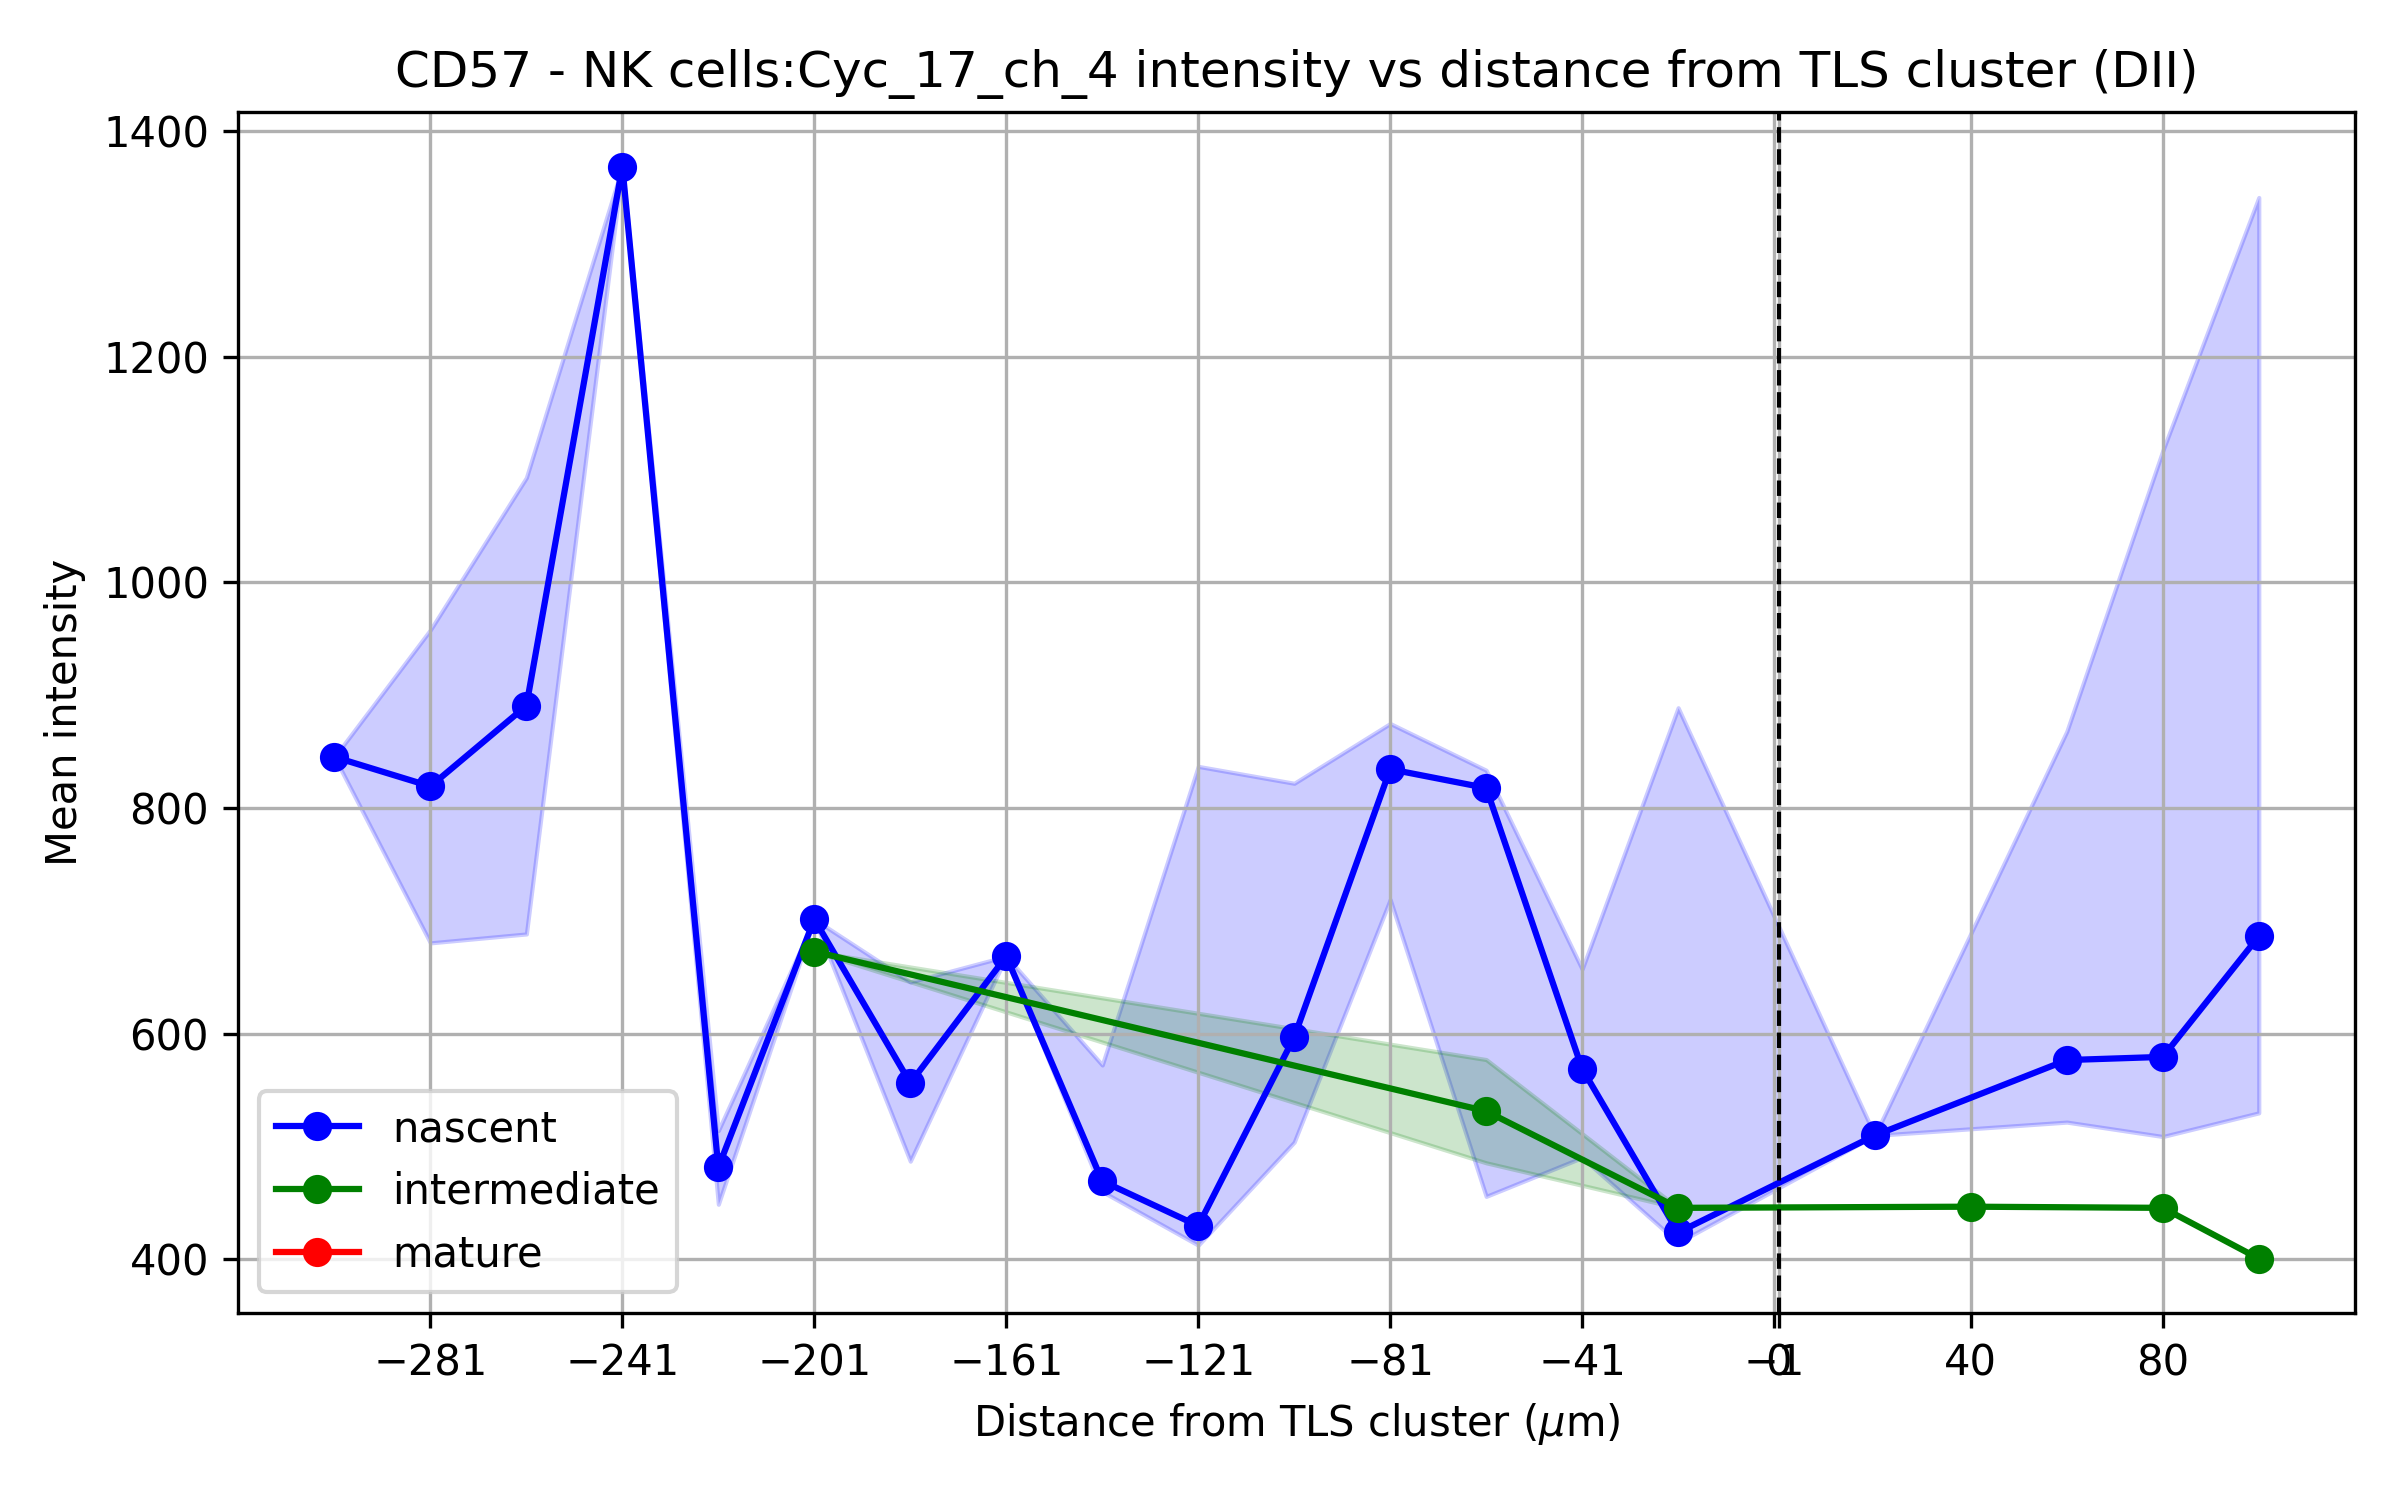 CD57 - NK cells:Cyc_17_ch_4 intensity vs distance from TLS cluster (DII)
1400
1200
1000
800
600
400
Mean intensity
nascent
intermediate
mature
−281 −241 −201 −161 −121 −81 −41 −1 0 40 80
Distance from TLS cluster (μm)